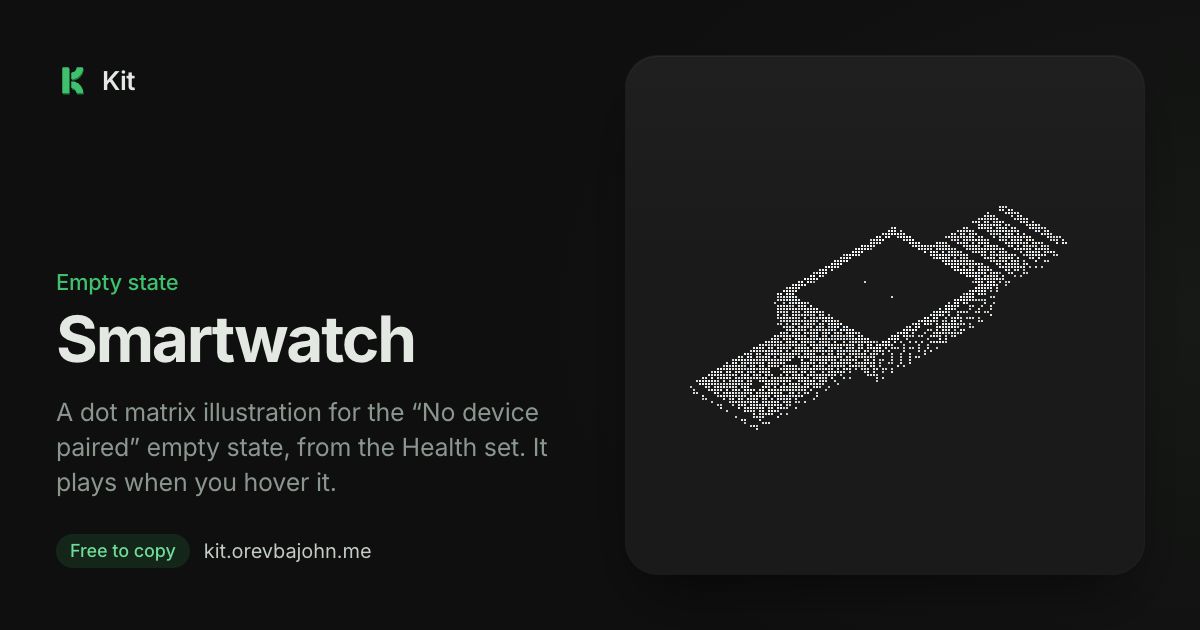 Kit
Empty state
Smartwatch
A dot matrix illustration for the “No device
paired” empty state, from the Health set. It
plays when you hover it.
Free to copy
kit.orevbajohn.me